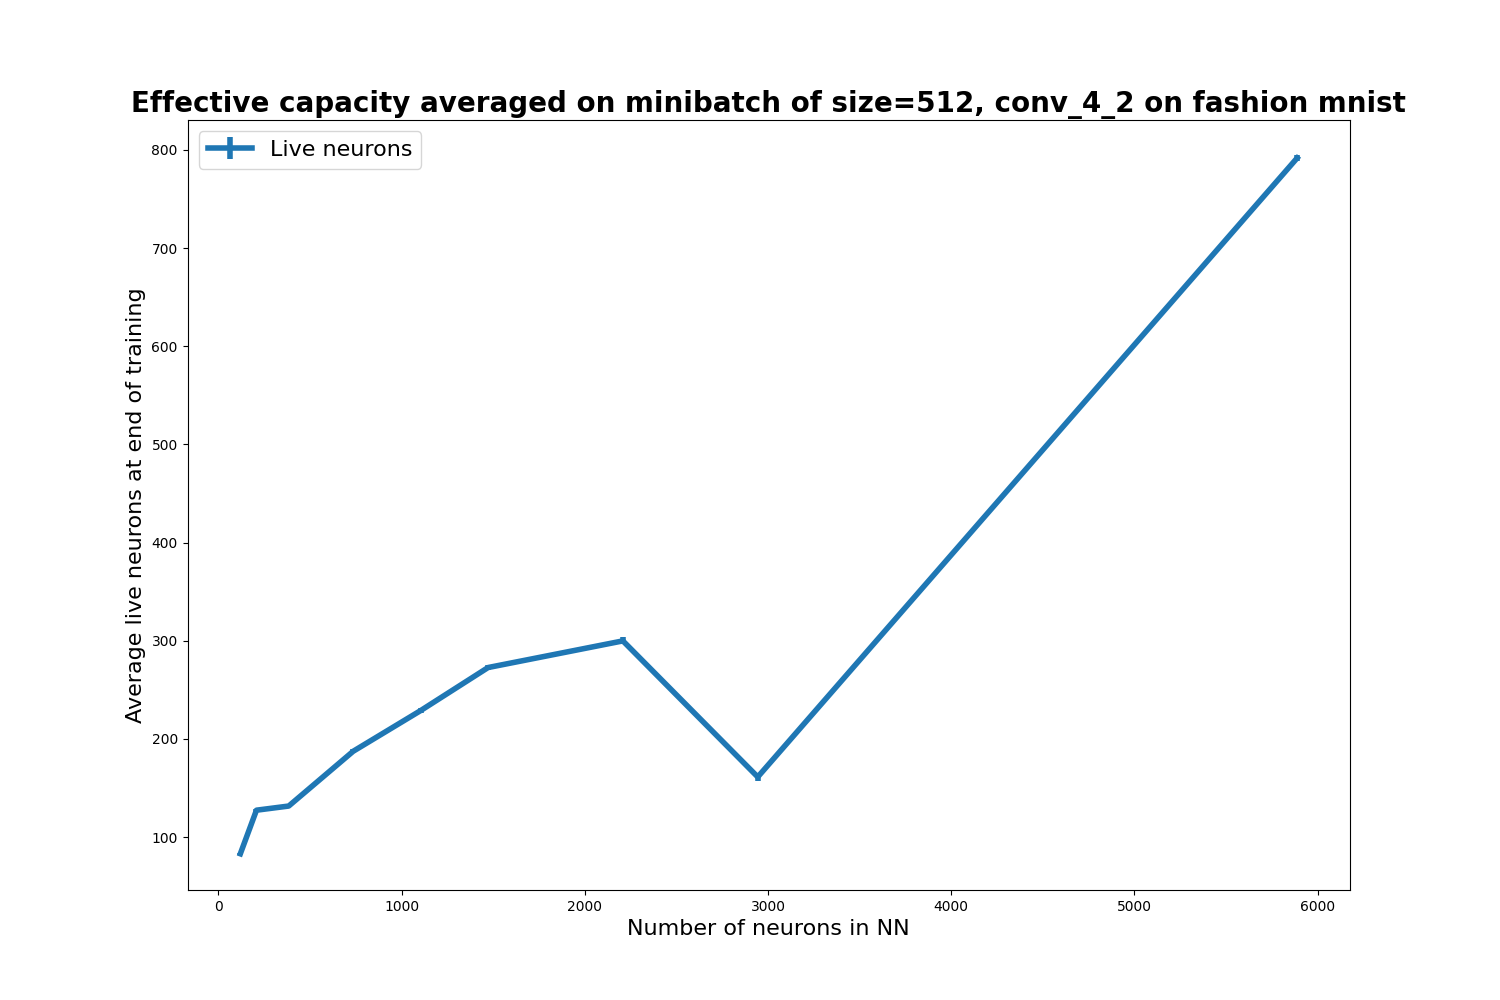 Effective capacity averaged on minibatch of size=512, conv_4_2 on fashion mnist
Live neurons
800
700
600
500
400
300
200
100
Average live neurons at end of training
0 1000 2000 3000 4000 5000 6000
Number of neurons in NN